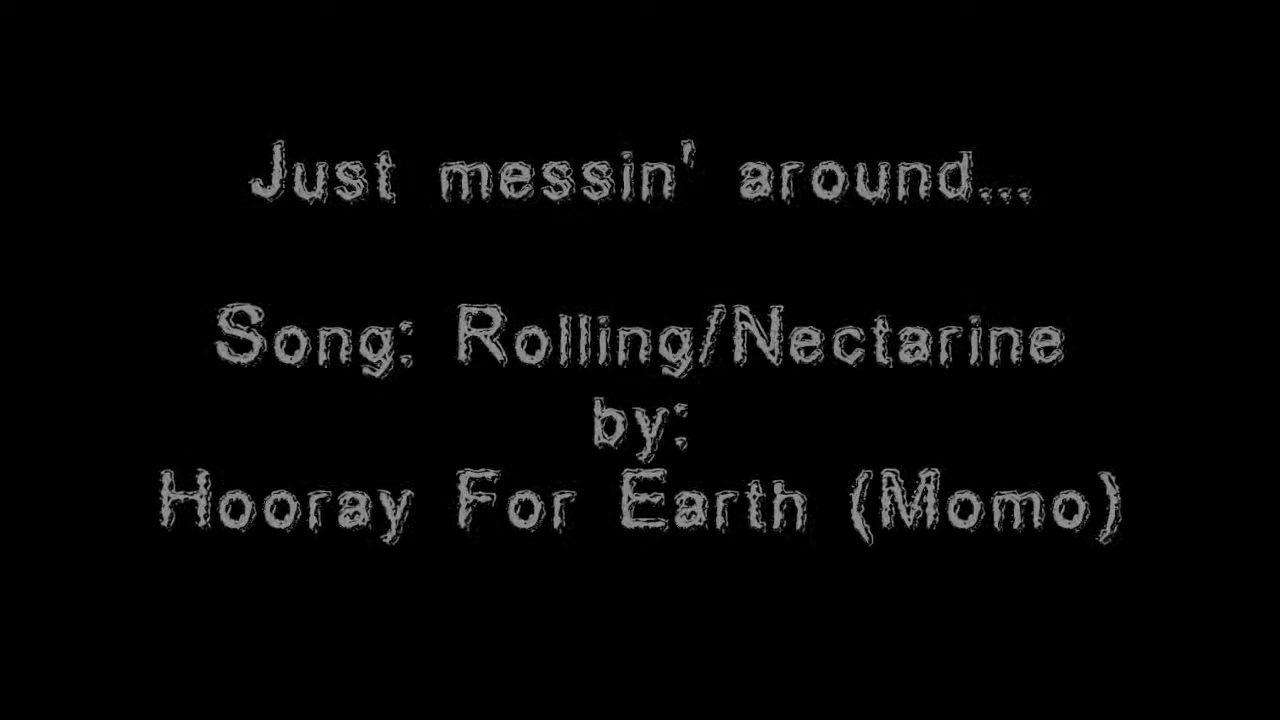 Just messin' around...
Song: Rolling/Nectarine
by:
Hooray For Earth (Momo)